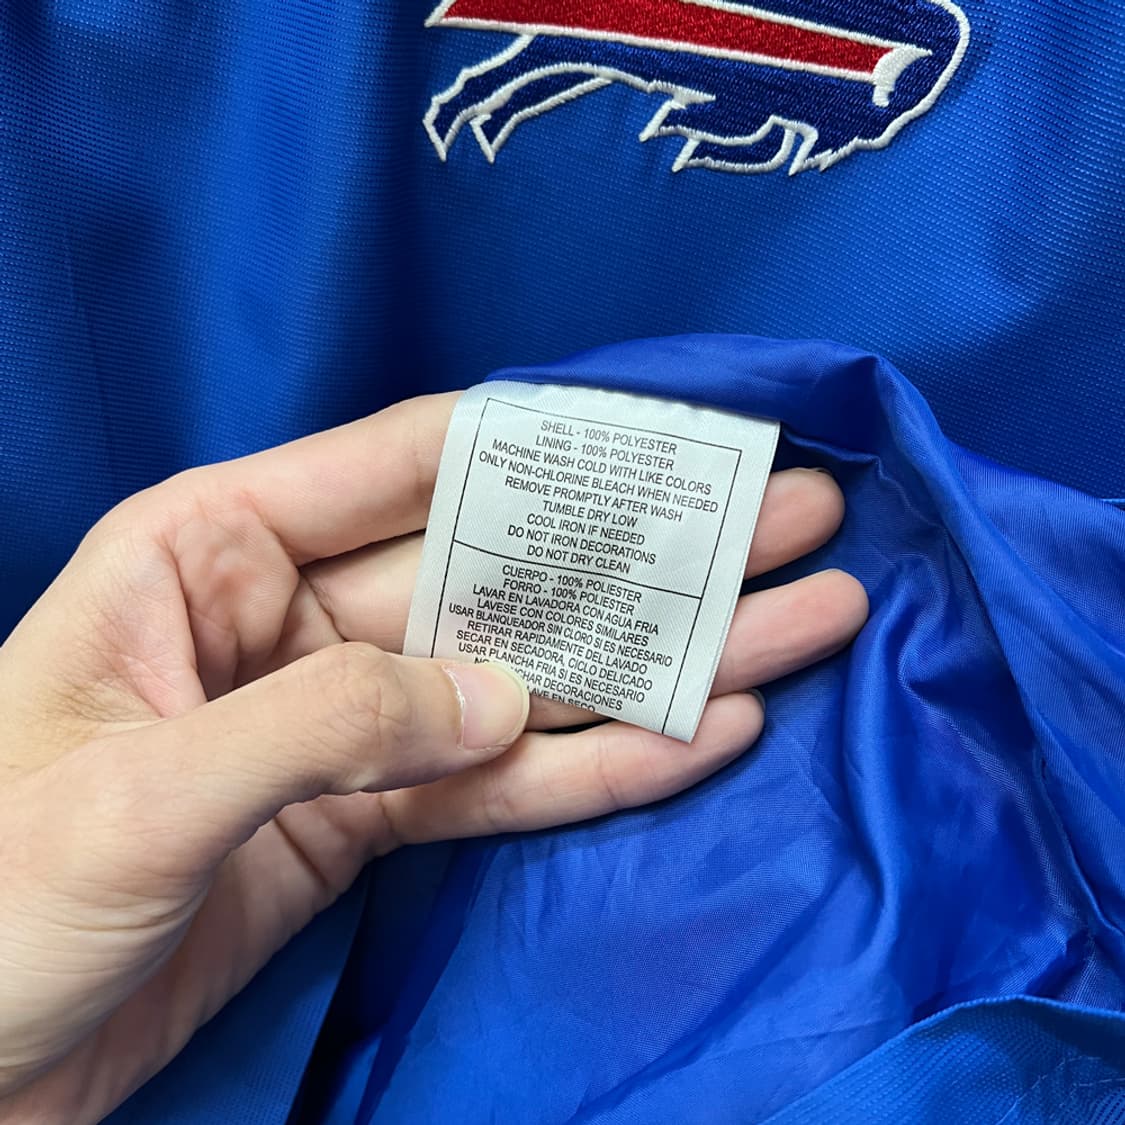 SHELL - 100% POLYESTER
LINING - 100% POLYESTER
MACHINE WASH COLD WITH LIKE COLORS
ONLY NON-CHLORINE BLEACH WHEN NEEDED
REMOVE PROMPTLY AFTER WASH
TUMBLE DRY LOW
COOL IRON IF NEEDED
DO NOT IRON DECORATIONS
DO NOT DRY CLEAN
CUERPO - 100% POLIESTER
FORRO - 100% POLIESTER
LAVAR EN LAVADORA CON AGUA FRIA
LAVESE CON COLORES SIMILARES
USAR BLANQUEADOR SIN CLORO SI ES NECESARIO
RETIRAR RAPIDAMENTE DEL LAVADO
SECAR EN SECADORA, CICLO DELICADO
USAR PLANCHA FRIA SI ES NECESARIO
DECORACIONES
EN SECO